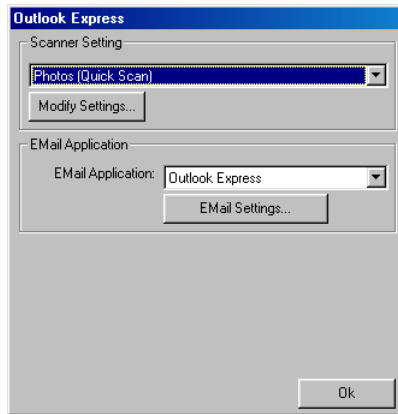 Outlook Express
Scanner Setting
Photos (Quick Scan)
Modify Settings...
EMail Application
EMail Application: Outlook Express
EMail Settings...
Ok